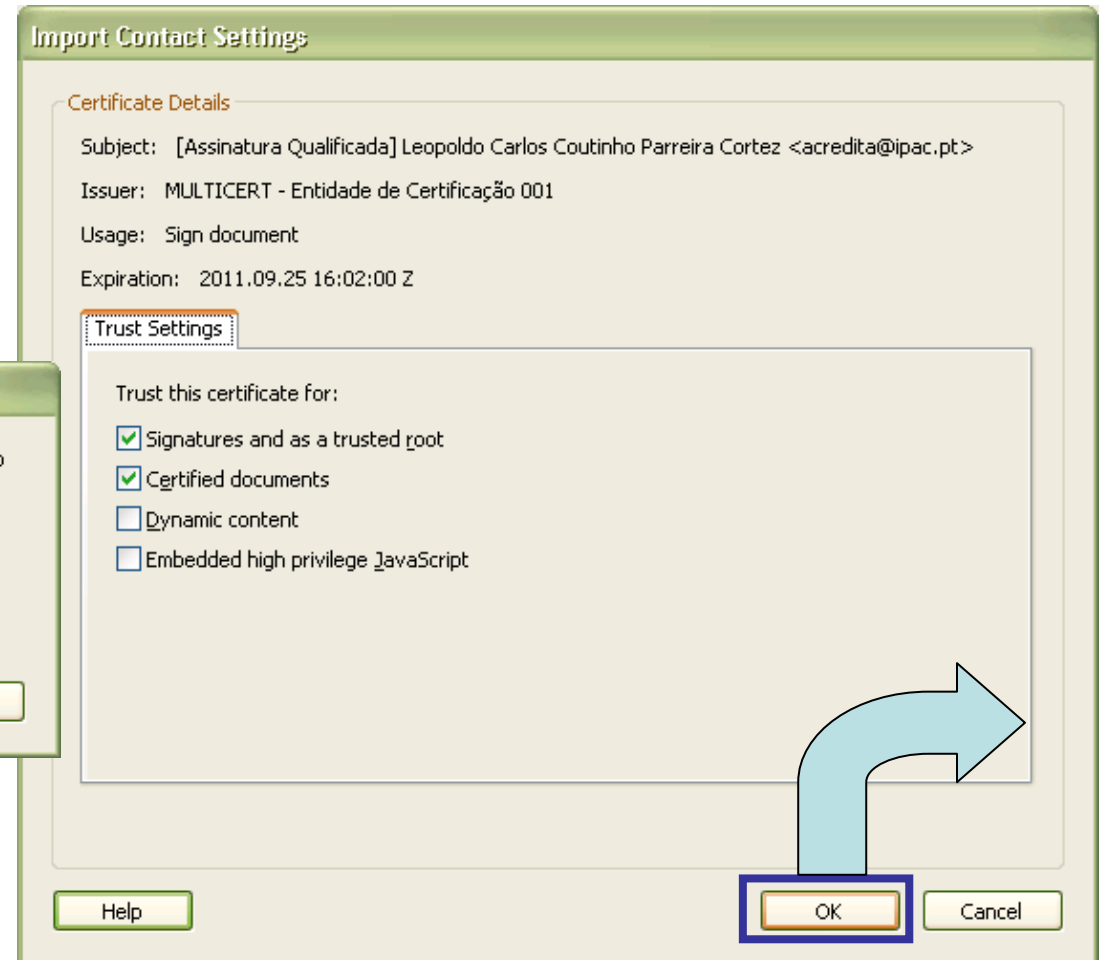 Import Contact Settings
Certificate Details
Subject: [Assinatura Qualificada] Leopoldo Carlos Coutinho Parreira Cortez <acredita@ipac.pt>
Issuer: MULTICERT - Entidade de Certificação 001
Usage: Sign document
Expiration: 2011.09.25 16:02:00 Z
Trust Settings
Trust this certificate for:
Signatures and as a trusted root
Certified documents
Dynamic content
Embedded high privilege JavaScript
Help
OK
Cancel